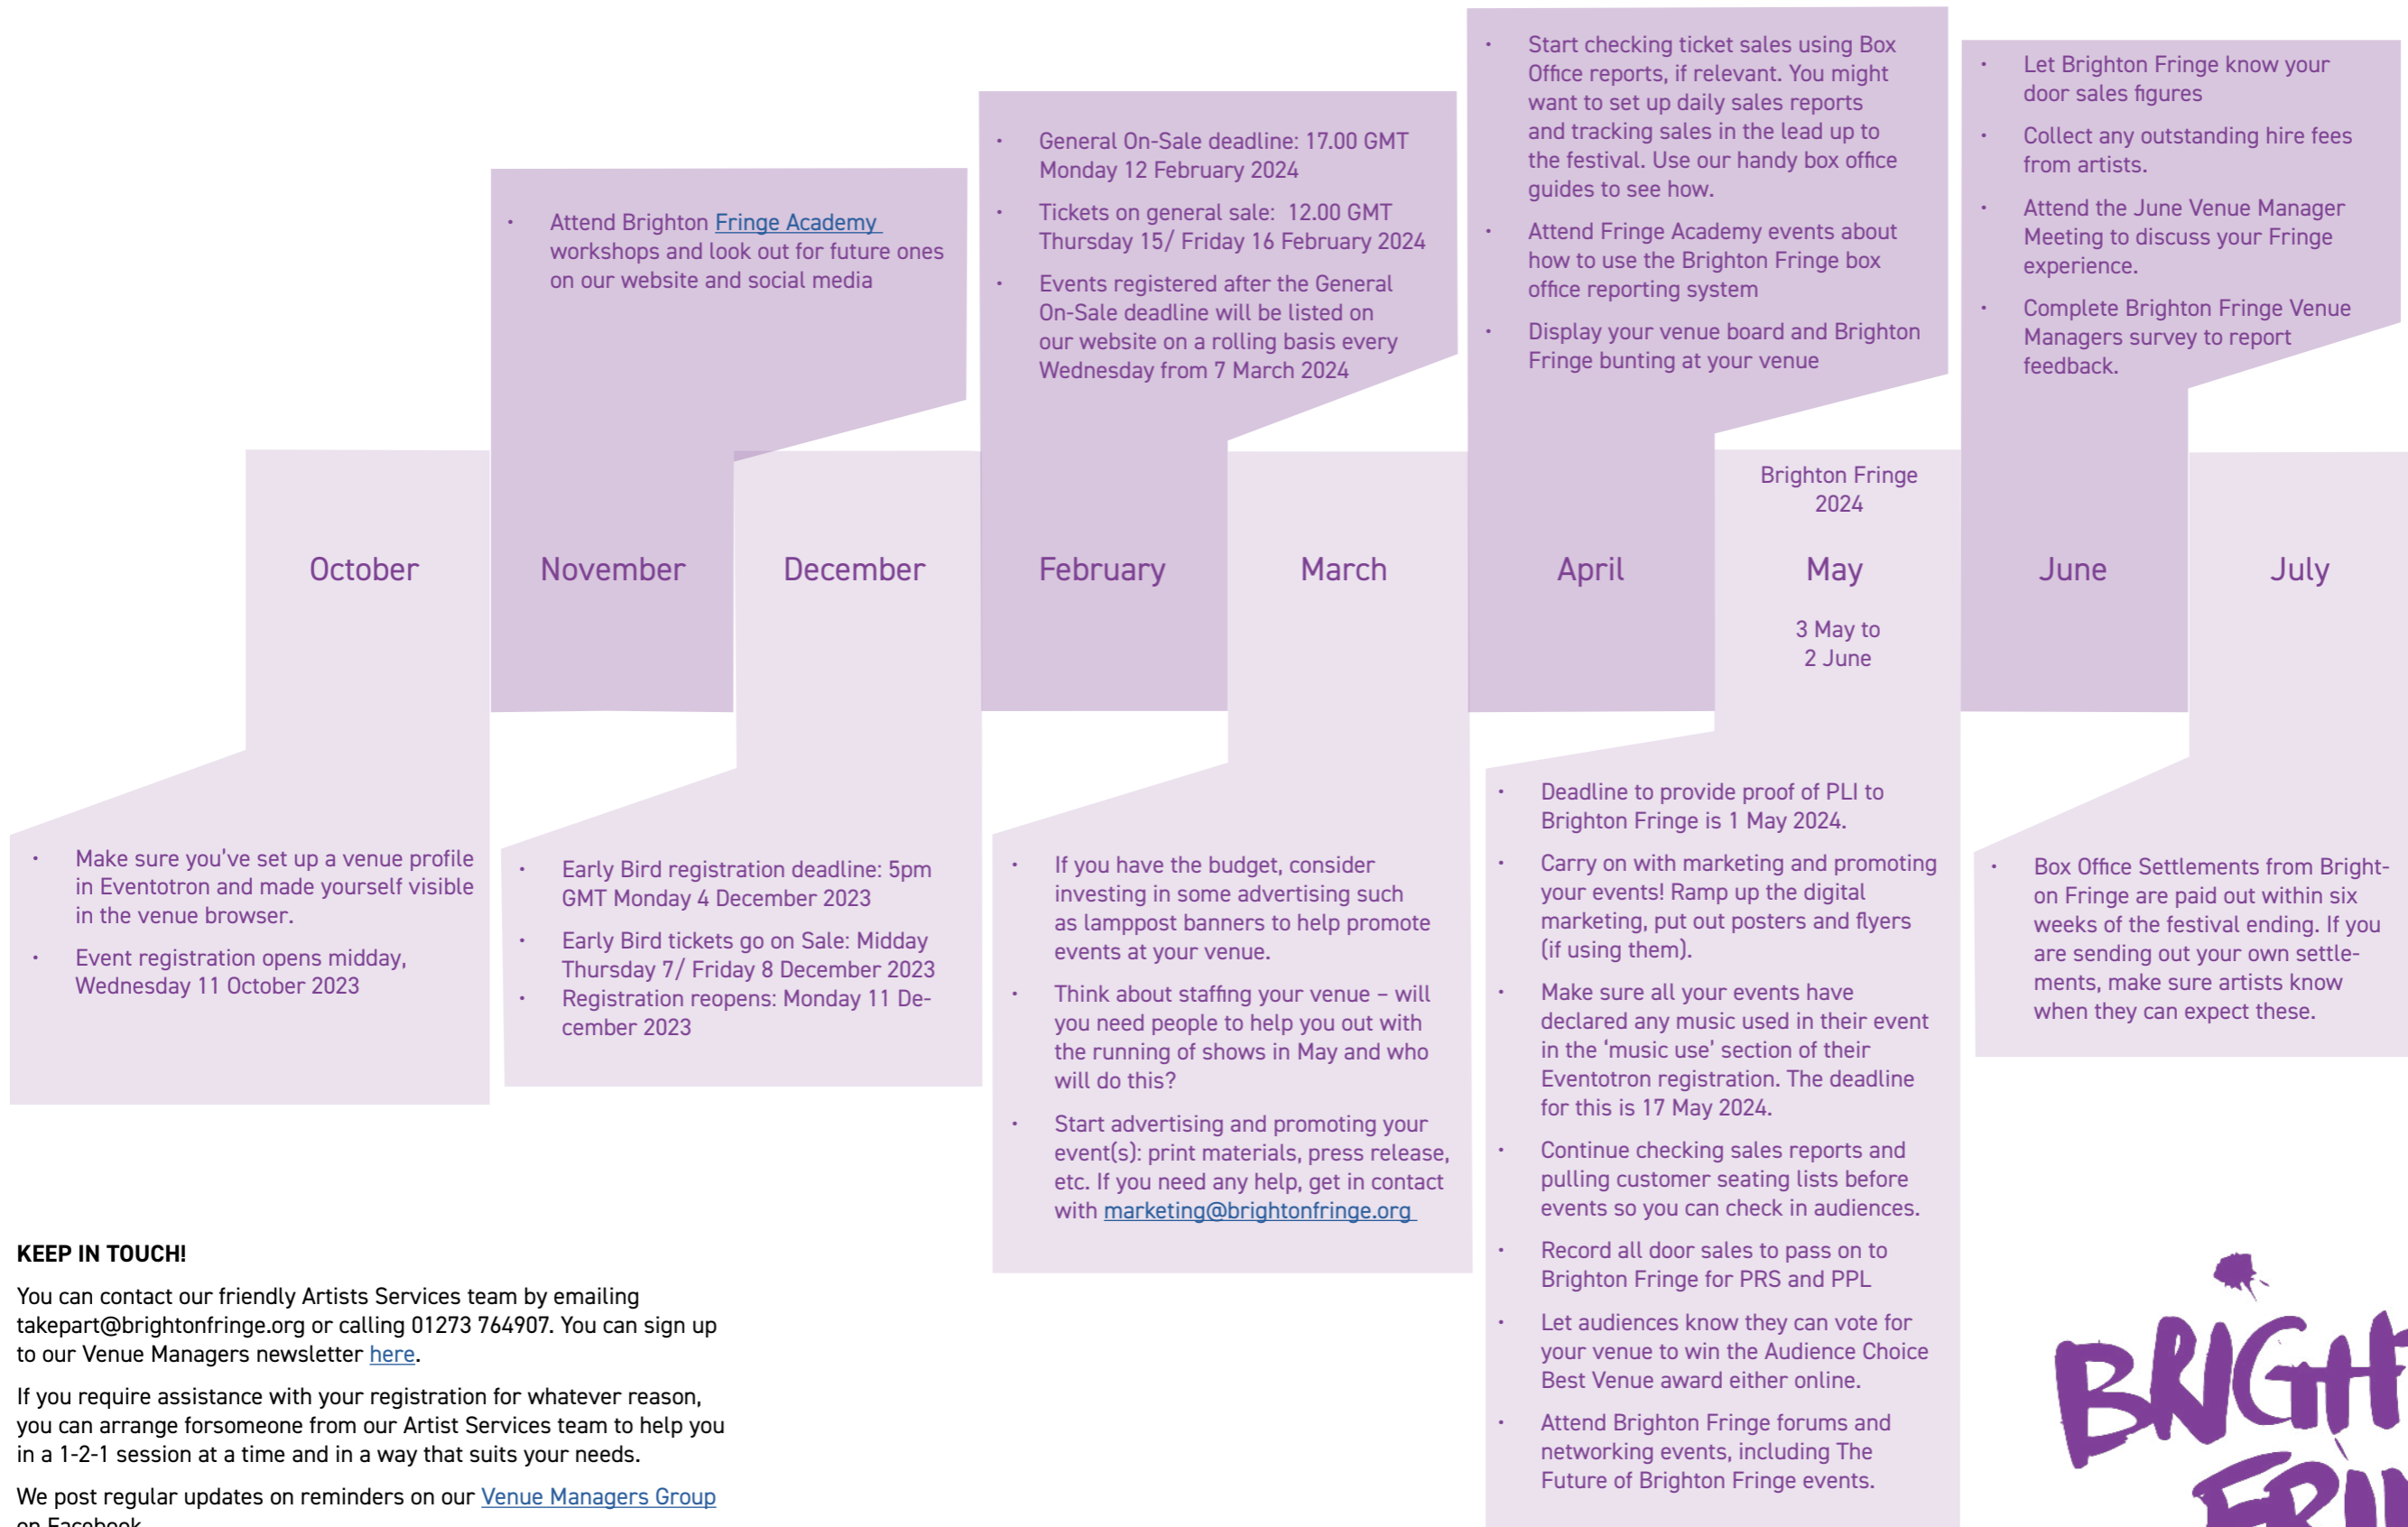 • Start checking ticket sales using Box
Office reports, if relevant. You might
want to set up daily sales reports
and tracking sales in the lead up to
the festival. Use our handy box office
guides to see how.
• Attend Fringe Academy events about
how to use the Brighton Fringe box
office reporting system
• Display your venue board and Brighton
Fringe bunting at your venue
• Let Brighton Fringe know your
door sales figures
• Collect any outstanding hire fees
from artists.
• Attend the June Venue Manager
Meeting to discuss your Fringe
experience.
• Complete Brighton Fringe Venue
Managers survey to report
feedback.
• General On-Sale deadline: 17.00 GMT
Monday 12 February 2024
• Tickets on general sale: 12.00 GMT
Thursday 15/ Friday 16 February 2024
• Events registered after the General
On-Sale deadline will be listed on
our website on a rolling basis every
Wednesday from 7 March 2024
• Attend Brighton Fringe Academy
workshops and look out for future ones
on our website and social media
October
November
December
February
March
April
Brighton Fringe
2024
May
3 May to
2 June
June
July
• Make sure you've set up a venue profile
in Eventotron and made yourself visible
in the venue browser.
• Event registration opens midday,
Wednesday 11 October 2023
• Early Bird registration deadline: 5pm
GMT Monday 4 December 2023
• Early Bird tickets go on Sale: Midday
Thursday 7/ Friday 8 December 2023
• Registration reopens: Monday 11 De-
cember 2023
• If you have the budget, consider
investing in some advertising such
as lamppost banners to help promote
events at your venue.
• Think about staffing your venue – will
you need people to help you out with
the running of shows in May and who
will do this?
• Start advertising and promoting your
event(s): print materials, press release,
etc. If you need any help, get in contact
with marketing@brightonfringe.org
• Deadline to provide proof of PLI to
Brighton Fringe is 1 May 2024.
• Carry on with marketing and promoting
your events! Ramp up the digital
marketing, put out posters and flyers
(if using them).
• Make sure all your events have
declared any music used in their event
in the ‘music use’ section of their
Eventotron registration. The deadline
for this is 17 May 2024.
• Continue checking sales reports and
pulling customer seating lists before
events so you can check in audiences.
• Record all door sales to pass on to
Brighton Fringe for PRS and PPL
• Let audiences know they can vote for
your venue to win the Audience Choice
Best Venue award either online.
• Attend Brighton Fringe forums and
networking events, including The
Future of Brighton Fringe events.
• Box Office Settlements from Bright-
on Fringe are paid out within six
weeks of the festival ending. If you
are sending out your own settle-
ments, make sure artists know
when they can expect these.
KEEP IN TOUCH!
You can contact our friendly Artists Services team by emailing
takepart@brightonfringe.org or calling 01273 764907. You can sign up
to our Venue Managers newsletter here.
If you require assistance with your registration for whatever reason,
you can arrange forsomeone from our Artist Services team to help you
in a 1-2-1 session at a time and in a way that suits your needs.
We post regular updates on reminders on our Venue Managers Group
on Facebook
BRIGH
FRIN